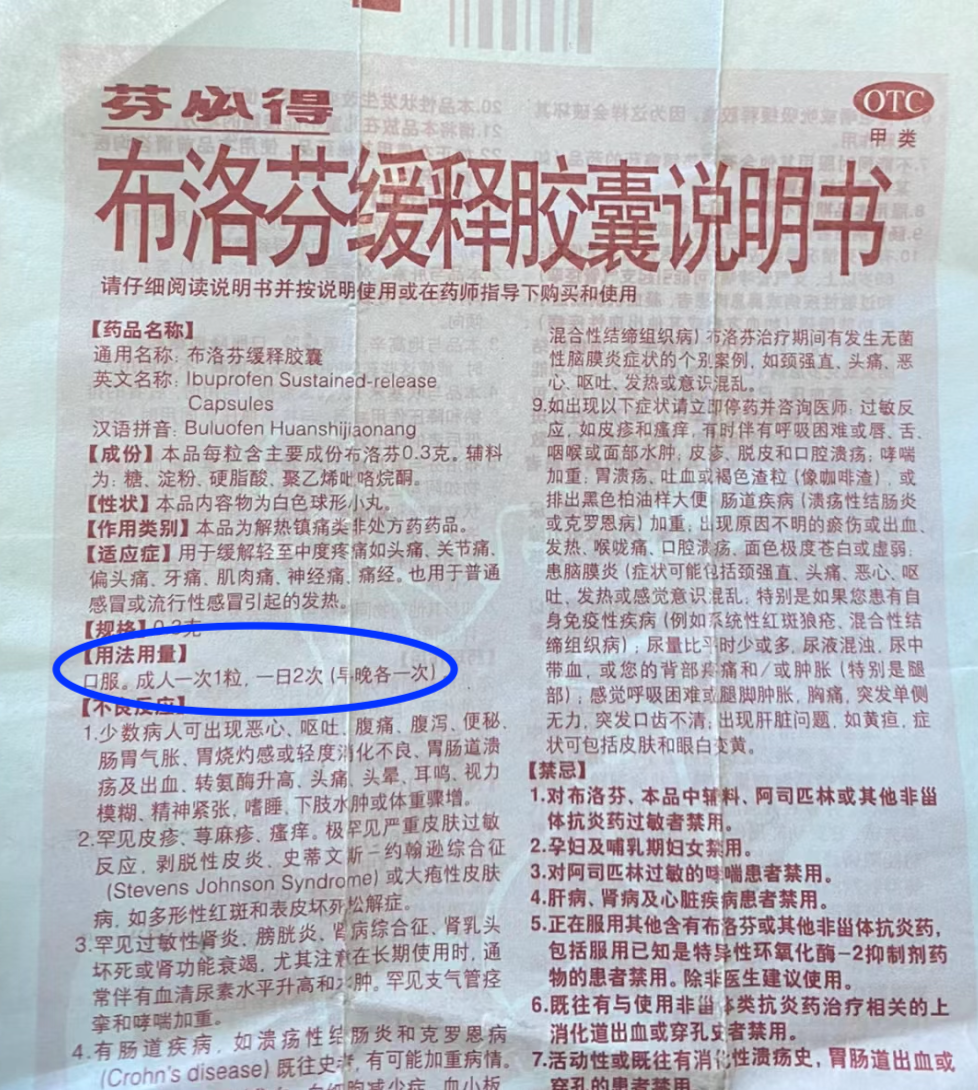 芬必得
OTC
甲类
布洛芬缓释胶囊说明书
请仔细阅读说明书并按说明使用或在药师指导下购买和使用
【药品名称】
通用名称: 布洛芬缓释胶囊
英文名称: Ibuprofen Sustained-release
Capsules
汉语拼音: Buluofen Huanshijiaonang
【成份】本品每粒含主要成份布洛芬0.3克。辅料
为: 糖、淀粉、硬脂酸、聚乙烯吡咯烷酮。
【性状】本品内容物为白色球形小丸。
【作用类别】本品为解热镇痛类非处方药药品。
【适应症】用于缓解轻至中度疼痛如头痛、关节痛、
偏头痛、牙痛、肌肉痛、神经痛、痛经。也用于普通
感冒或流行性感冒引起的发热。
【规格】0.3克
【用法用量】
口服。成人一次1粒, 一日2次 (早晚各一次)
【不良反应】
1.少数病人可出现恶心、呕吐、腹痛、腹泻、便秘、
肠胃气胀、胃烧灼感或轻度消化不良、胃肠道溃
疡及出血、转氨酶升高、头痛、头晕、耳鸣、视力
模糊、精神紧张、嗜睡、下肢水肿或体重骤增。
2.罕见皮疹、荨麻疹、瘙痒。极罕见严重皮肤过敏
反应, 剥脱性皮炎、史蒂文斯-约翰逊综合征
(Stevens Johnson Syndrome) 或大疱性皮肤
病, 如多形性红斑和表皮坏死松解症。
3.罕见过敏性肾炎、膀胱炎、肾病综合征、肾乳头
坏死或肾功能衰竭, 尤其注意在长期使用时, 通
常伴有血清尿素水平升高和水肿。罕见支气管痉
挛和哮喘加重。
4.有肠道疾病, 如溃疡性结肠炎和克罗恩病
(Crohn's disease) 既往史者, 有可能加重病情。
混合性结缔组织病) 布洛芬治疗期间有发生无菌
性脑膜炎症状的个别案例, 如颈强直、头痛、恶
心、呕吐、发热或意识混乱。
9.如出现以下症状请立即停药并咨询医师: 过敏反
应, 如皮疹和瘙痒, 有时伴有呼吸困难或唇、舌、
咽喉或面部水肿; 皮疹、脱皮和口腔溃疡; 哮喘
加重; 胃溃疡、吐血或褐色渣粒 (像咖啡渣), 或
排出黑色柏油样大便; 肠道疾病 (溃疡性结肠炎
或克罗恩病) 加重; 出现原因不明的瘀伤或出血、
发热、喉咙痛、口腔溃疡、面色极度苍白或虚弱;
患脑膜炎 (症状可能包括颈强直、头痛、恶心、呕
吐, 发热或感觉意识混乱, 特别是如果您患有自
身免疫性疾病 (例如系统性红斑狼疮、混合性结
缔组织病) ; 尿量比平时少或多, 尿液混浊, 尿中
带血, 或您的背部疼痛和/或肿胀 (特别是腿
部) ; 感觉呼吸困难或腿脚肿胀, 胸痛, 突发单侧
无力, 突发口齿不清; 出现肝脏问题, 如黄疸, 症
状可包括皮肤和眼白变黄。
【禁忌】
1.对布洛芬、本品中辅料、阿司匹林或其他非甾
体抗炎药过敏者禁用。
2.孕妇及哺乳期妇女禁用。
3.对阿司匹林过敏的哮喘患者禁用。
4.肝病、肾病及心脏疾病患者禁用。
5.正在服用其他含有布洛芬或其他非甾体抗炎药,
包括服用已知是特异性环氧化酶-2抑制剂药
物的患者禁用。除非医生建议使用。
6.既往有与使用非甾体类抗炎药治疗相关的上
消化道出血或穿孔史者禁用。
7.活动性或既往有消化性溃疡史, 胃肠道出血或
穿孔的患者禁用